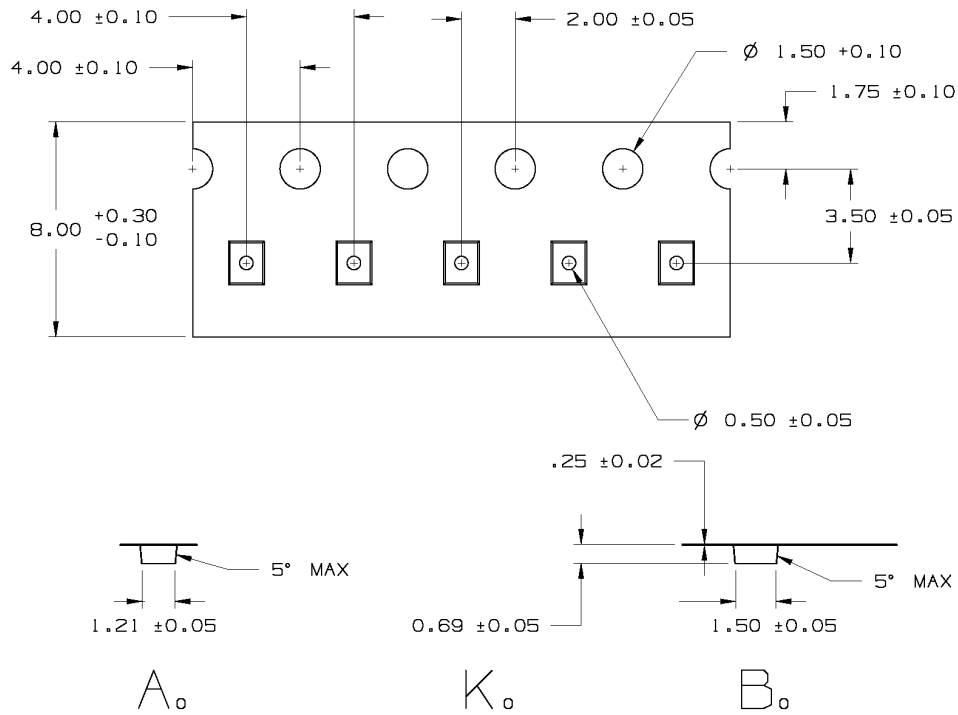 4.00 ±0.10
2.00 ±0.05
4.00 ±0.10
Ø 1.50 +0.10
1.75 ±0.10
8.00 +0.30 -0.10
3.50 ±0.05
Ø 0.50 ±0.05
.25 ±0.02
5° MAX
5° MAX
1.21 ±0.05
0.69 ±0.05
1.50 ±0.05
A₀
K₀
B₀